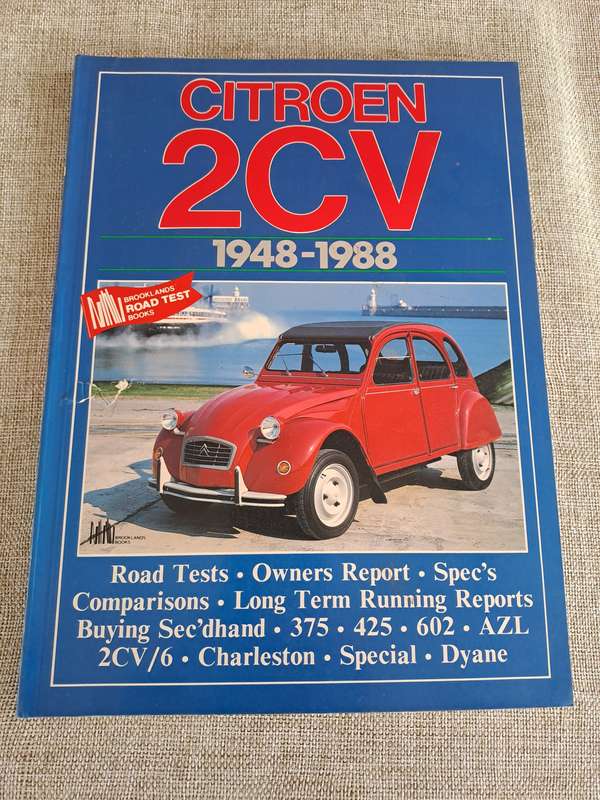 CITROEN
2CV
1948-1988
BROOKLANDS
ROAD TEST
BOOKS
BROOKLANDS
BOOKS
Road Tests • Owners Report • Spec's
Comparisons • Long Term Running Reports
Buying Sec'dhand • 375 • 425 • 602 • AZL
2CV/6 • Charleston • Special • Dyane